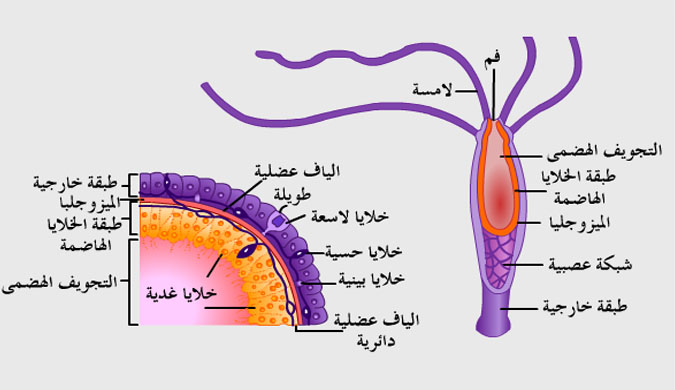 فم
لامسة
التجويف الهضمى
طبقة الخلايا
الهاضمة
الميزوجليا
شبكة عصبية
طبقة خارجية
الياف عضلية
طويلة
خلايا لاسعة
خلايا حسية
خلايا بينية
الياف عضلية
دائرية
طبقة خارجية
الميزوجليا
طبقة الخلايا
الهاضمة
التجويف الهضمى
خلايا غدية